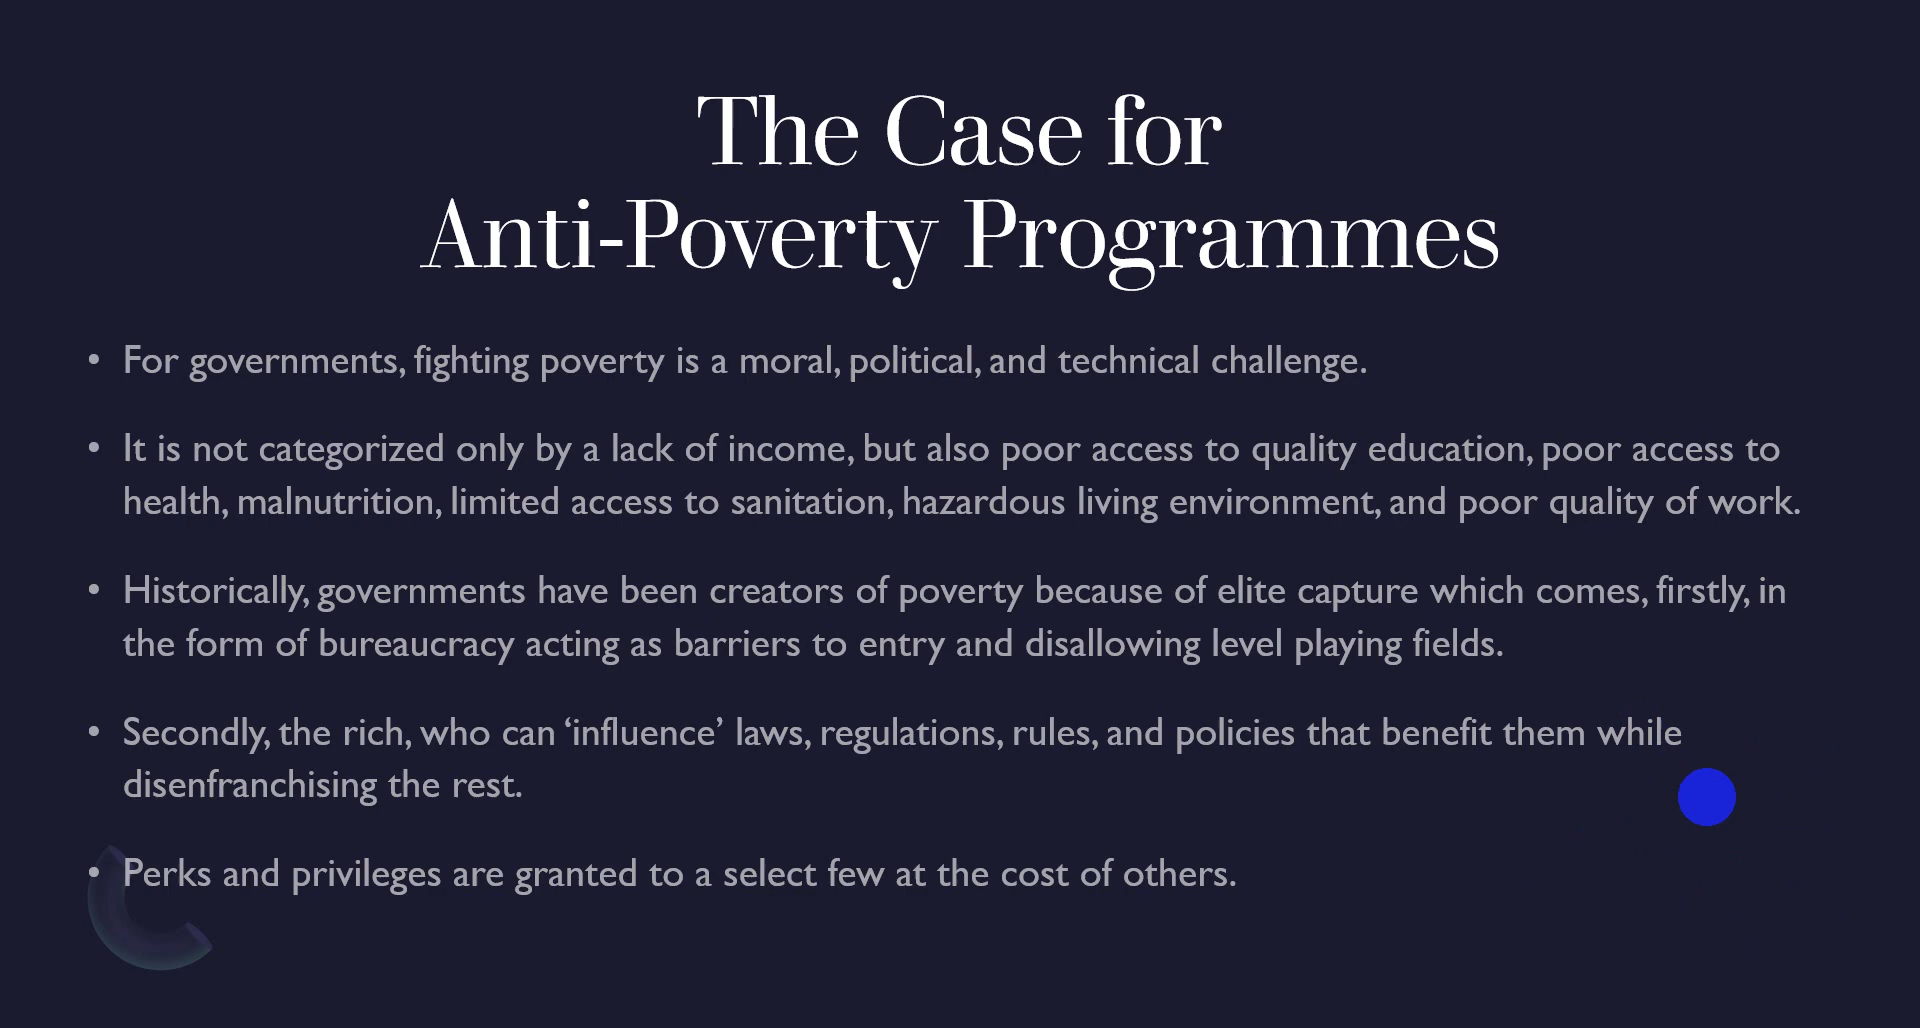 The Case for
Anti-Poverty Programmes
• For governments, fighting poverty is a moral, political, and technical challenge.
• It is not categorized only by a lack of income, but also poor access to quality education, poor access to
health, malnutrition, limited access to sanitation, hazardous living environment, and poor quality of work.
• Historically, governments have been creators of poverty because of elite capture which comes, firstly, in
the form of bureaucracy acting as barriers to entry and disallowing level playing fields.
• Secondly, the rich, who can ‘influence’ laws, regulations, rules, and policies that benefit them while
disenfranchising the rest.
• Perks and privileges are granted to a select few at the cost of others.